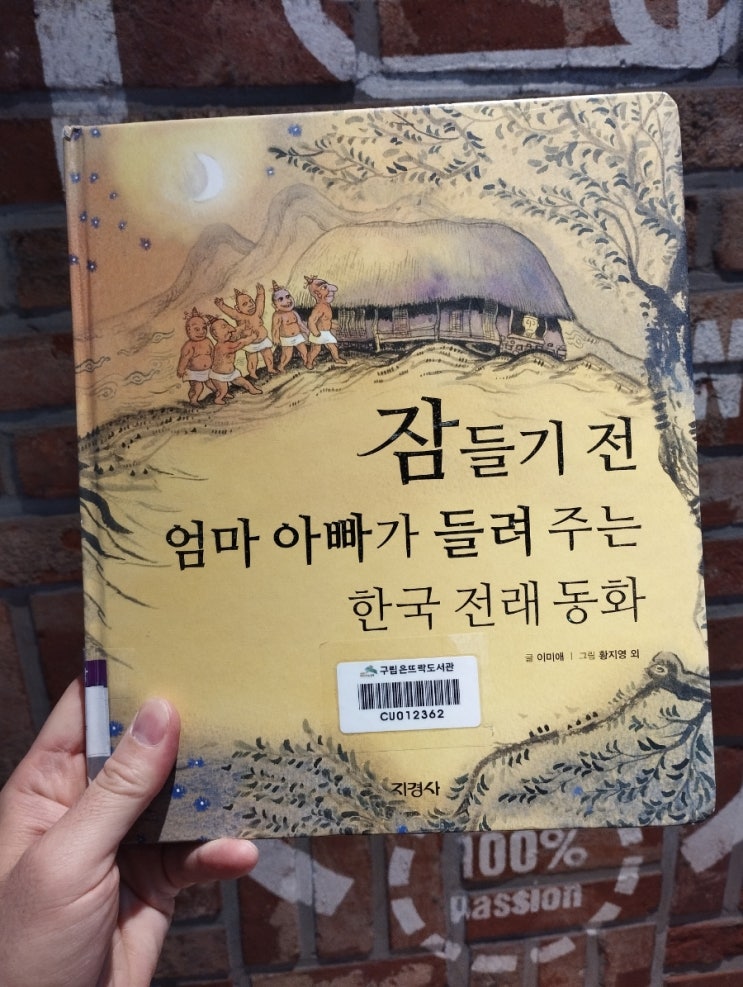 잠들기 전
엄마 아빠가 들려 주는
한국 전래 동화
글 이미애 | 그림 황지영 외
구립은뜨락도서관
CU012362
지경사
100%
passion